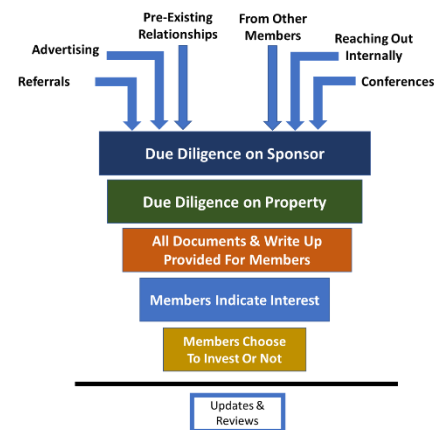 Pre-Existing
Relationships
From Other
Members
Advertising
Reaching Out
Internally
Referrals
Conferences
Due Diligence on Sponsor
Due Diligence on Property
All Documents & Write Up
Provided For Members
Members Indicate Interest
Members Choose
To Invest Or Not
Updates &
Reviews